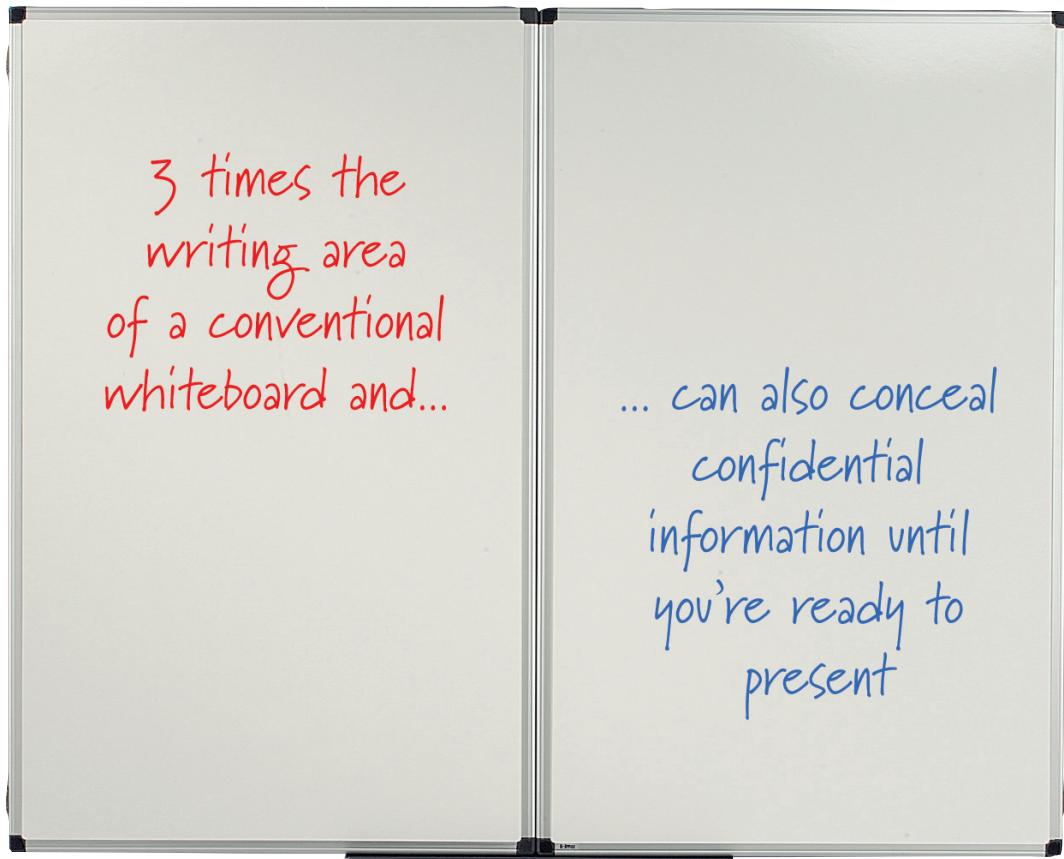 3 times the
writing area
of a conventional
whiteboard and...
... can also conceal
confidential
information until
you're ready to
present